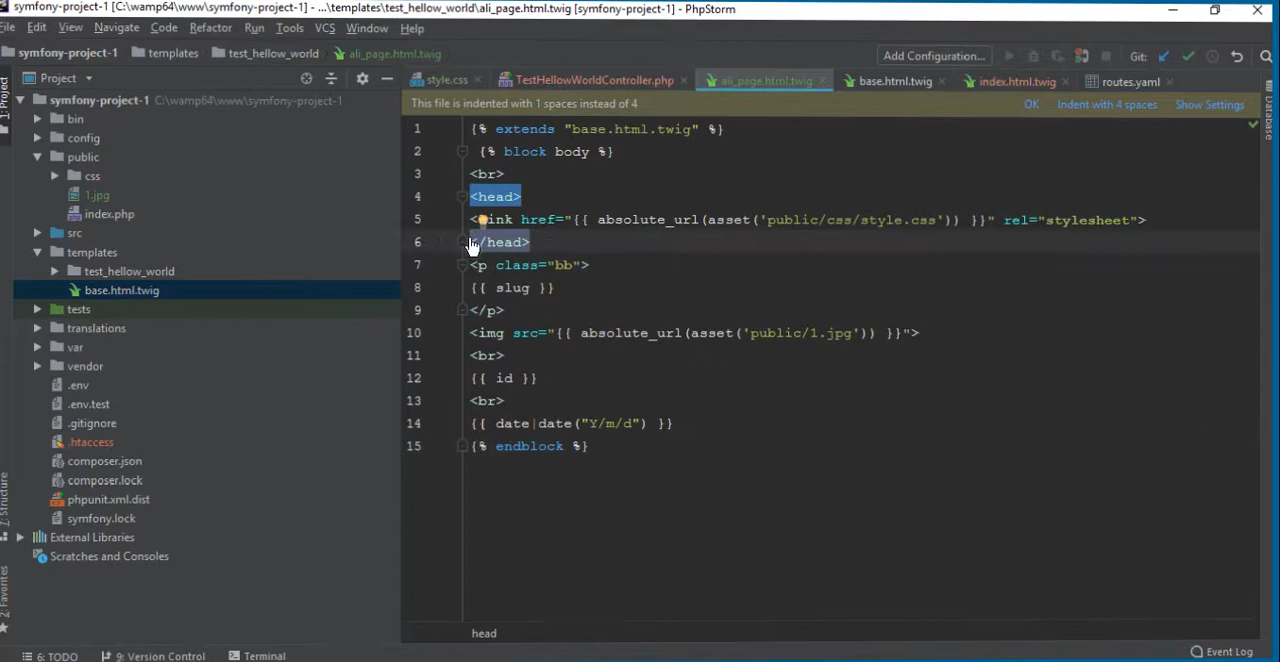 symfony-project-1 [C:\wamp64\www\symfony-project-1] - ...\templates\test_hellow_world\ali_page.html.twig [symfony-project-1] - PhpStorm
File Edit View Navigate Code Refactor Run Tools VCS Window Help
symfony-project-1 templates test_hellow_world ali_page.html.twig Add Configuration... Git:
Project style.css TestHellowWorldController.php ali_page.html.twig base.html.twig index.html.twig routes.yaml
1: Project
symfony-project-1 C:\wamp64\www\symfony-project-1
bin
config
public
css
1.jpg
index.php
src
templates
test_hellow_world
base.html.twig
tests
translations
var
vendor
.env
.env.test
.gitignore
.htaccess
composer.json
composer.lock
phpunit.xml.dist
symfony.lock
External Libraries
Scratches and Consoles
This file is indented with 1 spaces instead of 4 OK Indent with 4 spaces Show Settings
1 {% extends "base.html.twig" %}
2 {% block body %}
3 <br>
4 <head>
5 < ink href="{{ absolute_url(asset('public/css/style.css')) }}" rel="stylesheet">
6 </head>
7 <p class="bb">
8 {{ slug }}
9 </p>
10 <img src="{{ absolute_url(asset('public/1.jpg')) }}">
11 <br>
12 {{ id }}
13 <br>
14 {{ date|date("Y/m/d") }}
15 {% endblock %}
head
Database
7: Structure
2: Favorites
6: TODO 9: Version Control Terminal Event Log